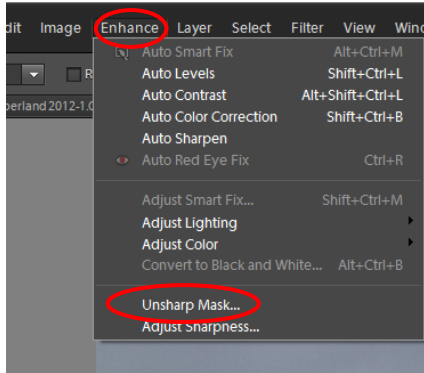 dit Image Enhance Layer Select Filter View Wind
Auto Smart Fix Alt+Ctrl+M
R Auto Levels Shift+Ctrl+L
Auto Contrast Alt+Shift+Ctrl+L
berland 2012-1.C Auto Color Correction Shift+Ctrl+B
Auto Sharpen
Auto Red Eye Fix Ctrl+R
Adjust Smart Fix... Shift+Ctrl+M
Adjust Lighting
Adjust Color
Convert to Black and White... Alt+Ctrl+B
Unsharp Mask...
Adjust Sharpness...